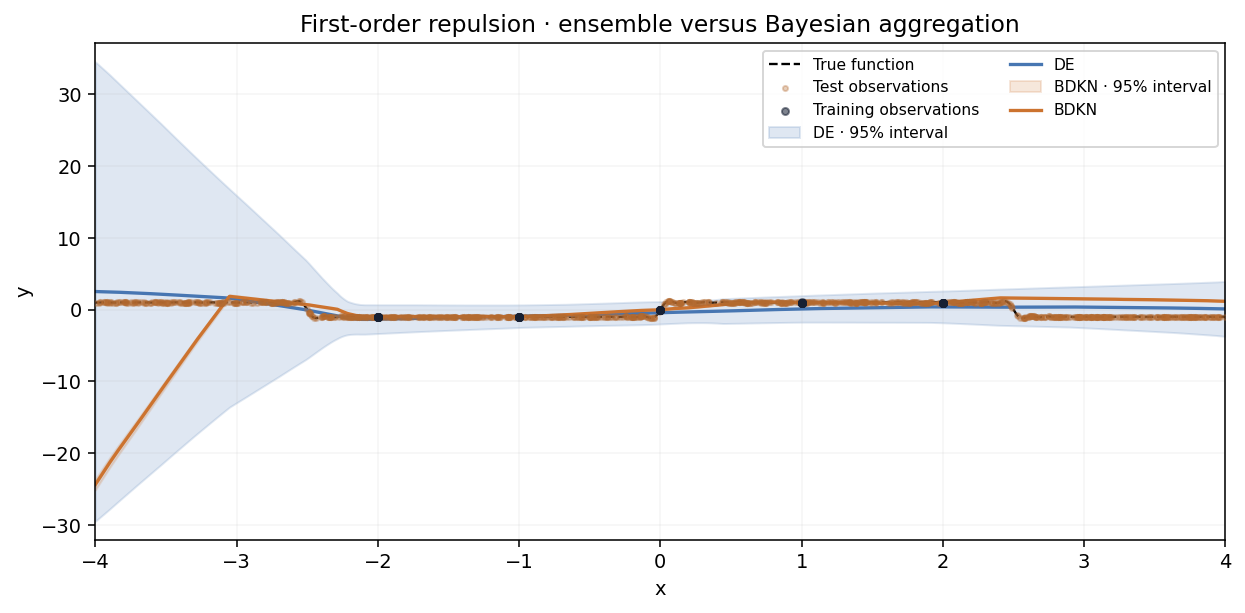 First-order repulsion · ensemble versus Bayesian aggregation
True function
Test observations
Training observations
DE · 95% interval
DE
BDKN · 95% interval
BDKN
y
30
20
10
0
−10
−20
−30
−4
−3
−2
−1
0
1
2
3
4
x